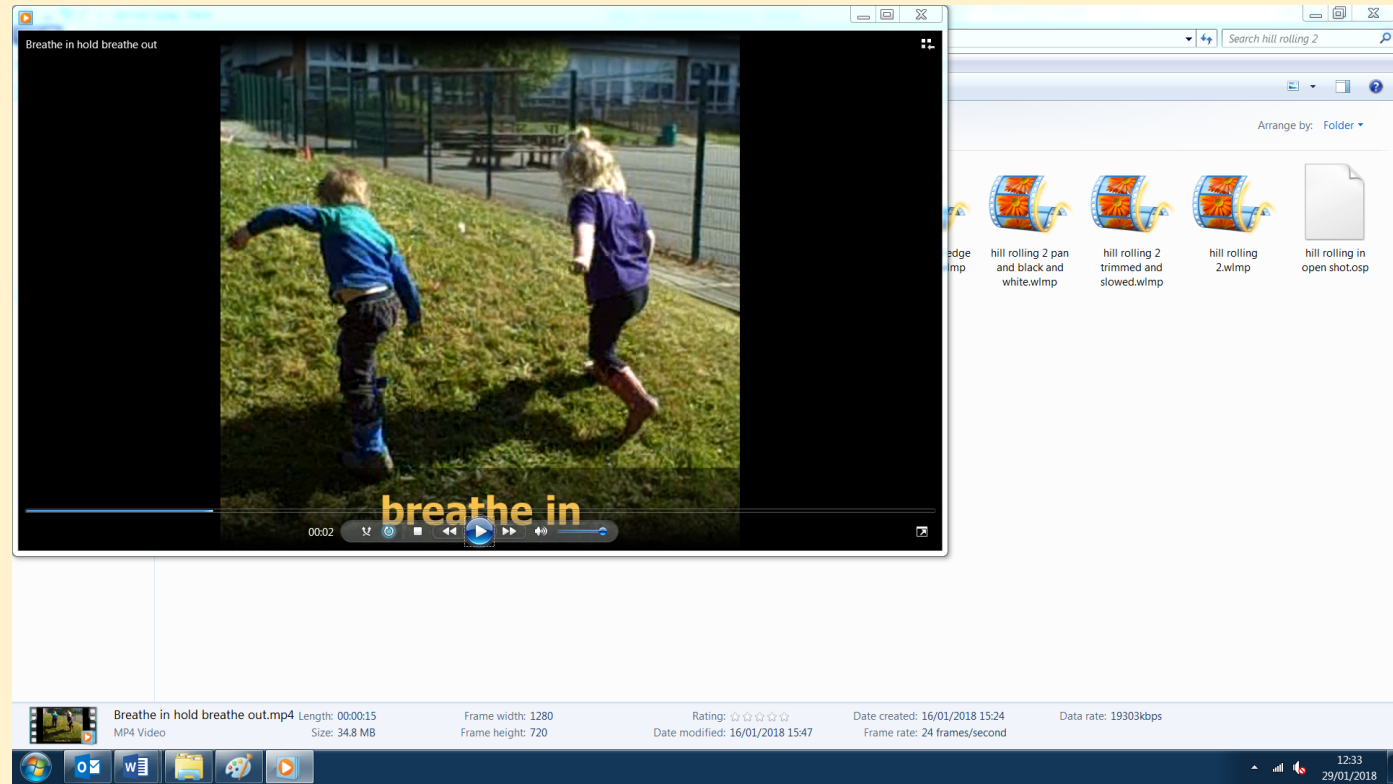 Breathe in hold breathe out
breathe in
00:02
Search hill rolling 2
Arrange by: Folder
edge
mp
hill rolling 2 pan
and black and
white.wlmp
hill rolling 2
trimmed and
slowed.wlmp
hill rolling
2.wlmp
hill rolling in
open shot.osp
Breathe in hold breathe out.mp4 Length: 00:00:15 Frame width: 1280 Rating: Date created: 16/01/2018 15:24 Data rate: 19303kbps
MP4 Video Size: 34.8 MB Frame height: 720 Date modified: 16/01/2018 15:47 Frame rate: 24 frames/second
12:33
29/01/2018